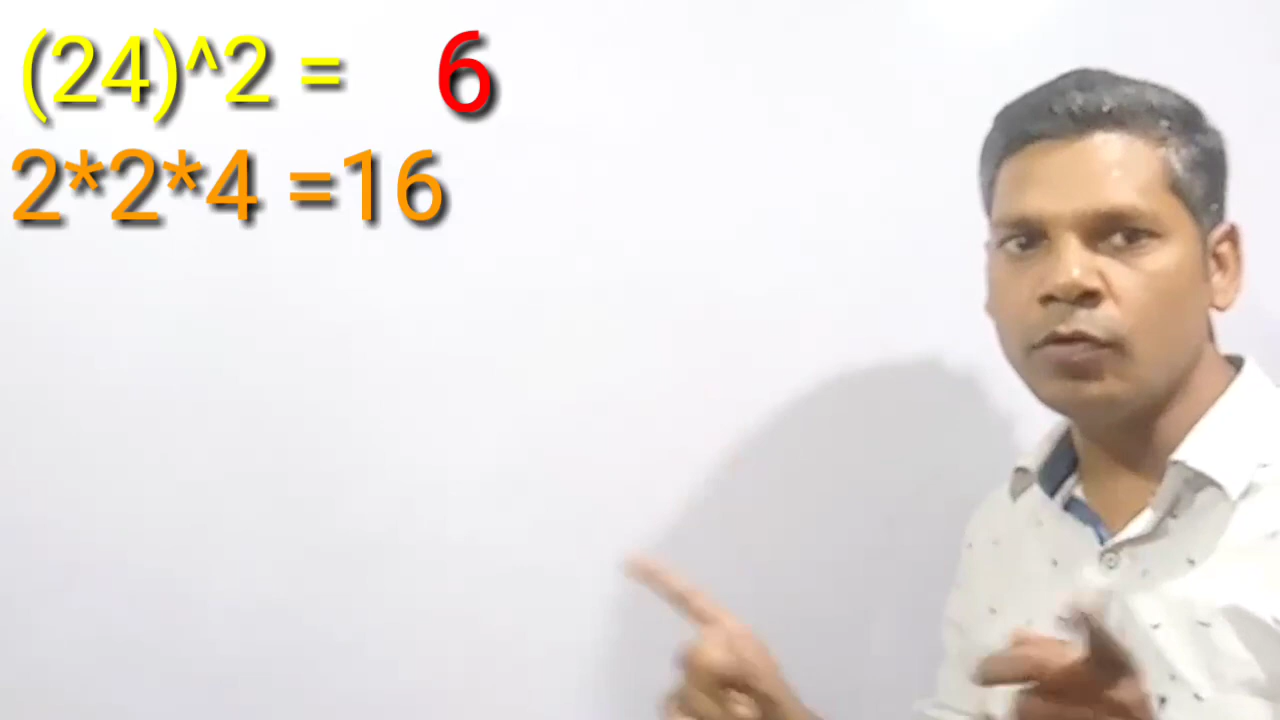 (24)^2 = 6
2*2*4 =16